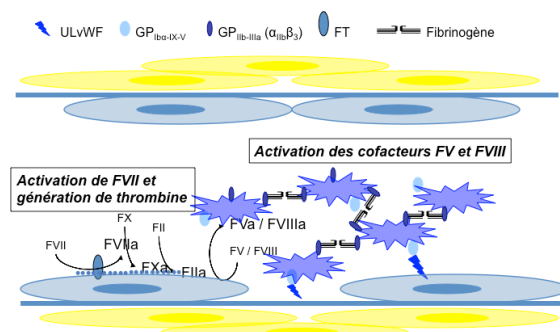 ULvWF GPIbα-IX-V GPIIb-IIIa (αIIbβ3) FT Fibrinogène
Activation des cofacteurs FV et FVIII
Activation de FVII et
génération de thrombine
FX
FII
FVII
FVIIa
FXa
FIIa
FVa / FVIIIa
FV / FVIII